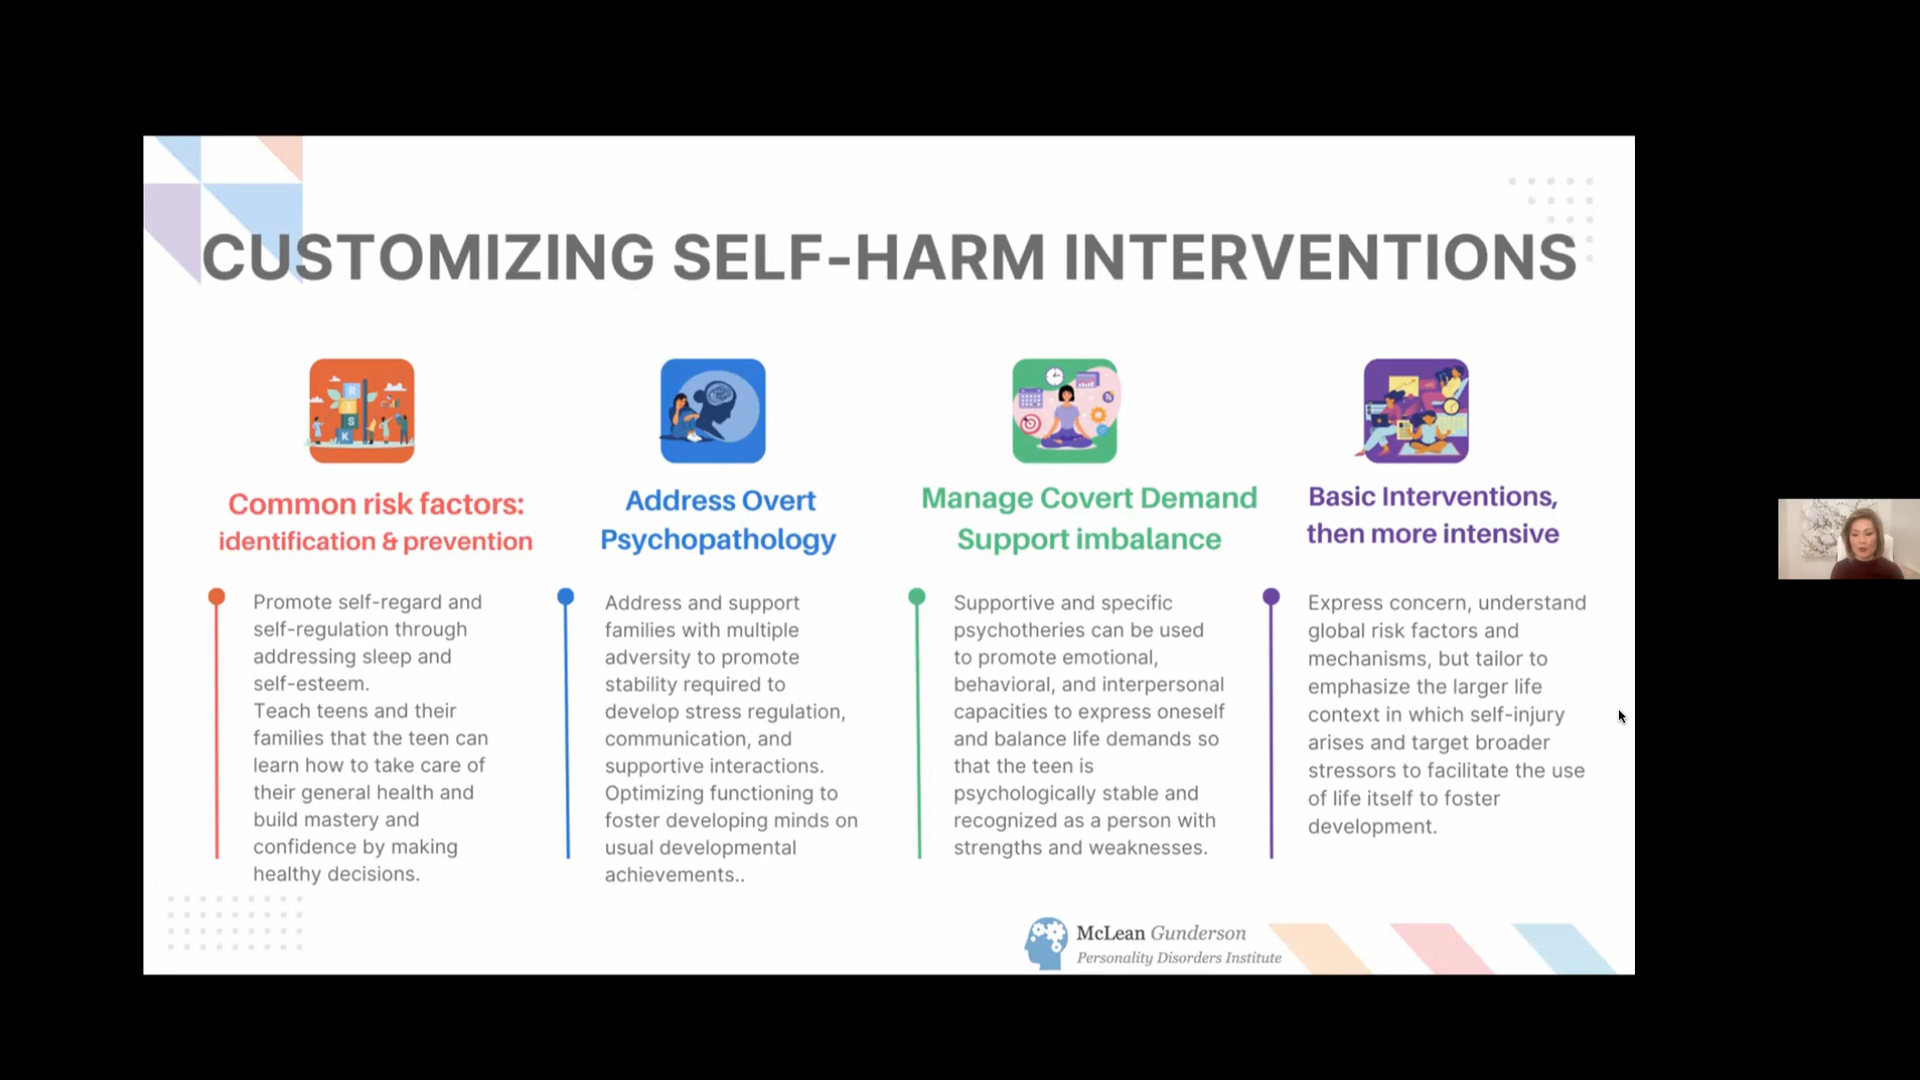 CUSTOMIZING SELF-HARM INTERVENTIONS
R
I
S
K
Common risk factors:
identification & prevention
Promote self-regard and
self-regulation through
addressing sleep and
self-esteem.
Teach teens and their
families that the teen can
learn how to take care of
their general health and
build mastery and
confidence by making
healthy decisions.
Address Overt
Psychopathology
Address and support
families with multiple
adversity to promote
stability required to
develop stress regulation,
communication, and
supportive interactions.
Optimizing functioning to
foster developing minds on
usual developmental
achievements..
Manage Covert Demand
Support imbalance
Supportive and specific
psychotheries can be used
to promote emotional,
behavioral, and interpersonal
capacities to express oneself
and balance life demands so
that the teen is
psychologically stable and
recognized as a person with
strengths and weaknesses.
Basic Interventions,
then more intensive
Express concern, understand
global risk factors and
mechanisms, but tailor to
emphasize the larger life
context in which self-injury
arises and target broader
stressors to facilitate the use
of life itself to foster
development.
McLean Gunderson
Personality Disorders Institute